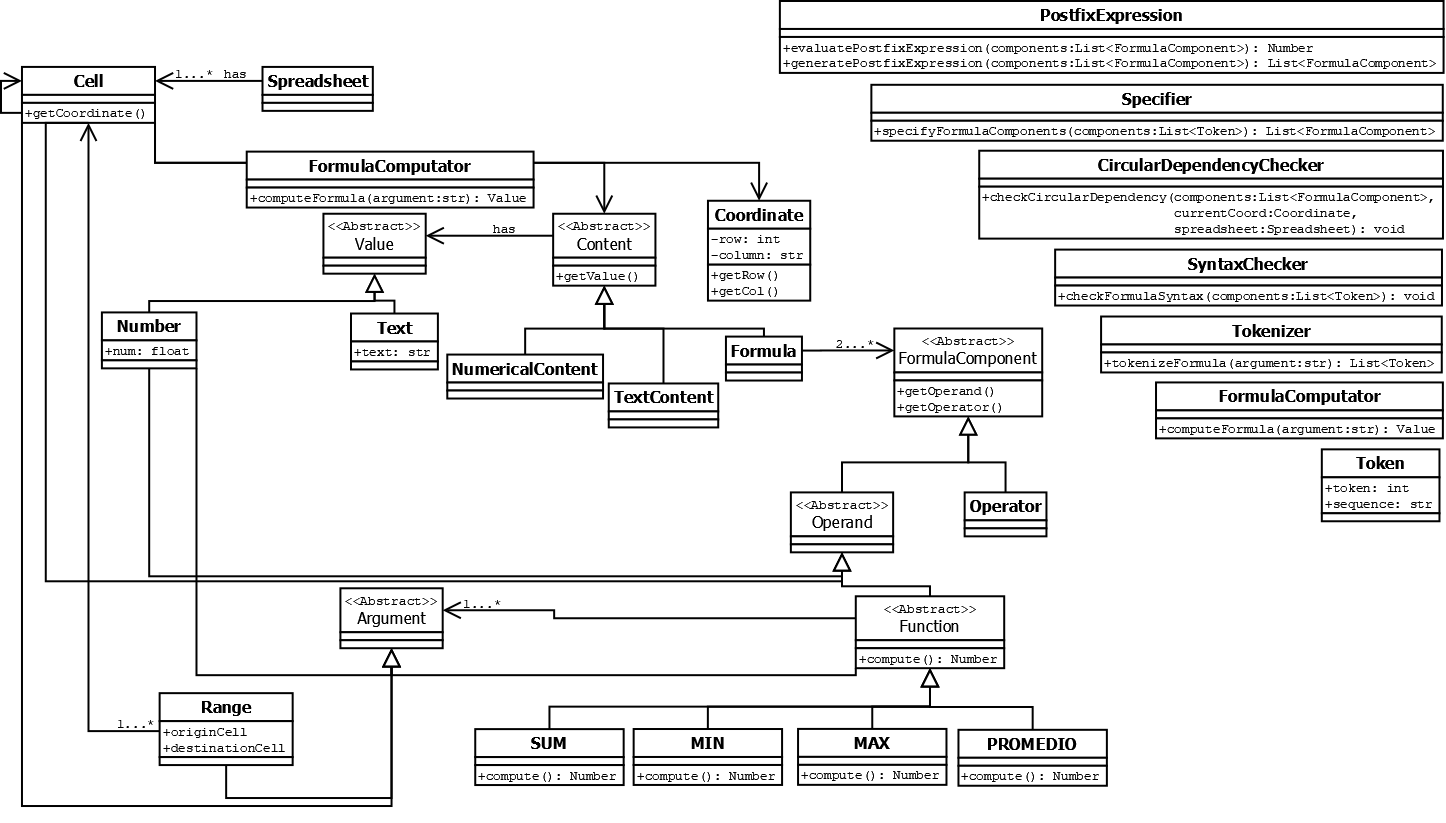 PostfixExpression
+evaluatePostfixExpression(components:List<FormulaComponent>): Number
+generatePostfixExpression(components:List<FormulaComponent>): List<FormulaComponent>
Cell
+getCoordinate()
1...* has
Spreadsheet
Specifier
+specifyFormulaComponents(components:List<Token>): List<FormulaComponent>
FormulaComputator
+computeFormula(argument:str): Value
CircularDependencyChecker
+checkCircularDependency(components:List<FormulaComponent>,
currentCoord:Coordinate,
spreadsheet:Spreadsheet): void
<<Abstract>>
Value
has
<<Abstract>>
Content
+getValue()
Coordinate
-row: int
-column: str
+getRow()
+getCol()
SyntaxChecker
+checkFormulaSyntax(components:List<Token>): void
Number
+num: float
Text
+text: str
NumericalContent
TextContent
Formula
2...*
<<Abstract>>
FormulaComponent
+getOperand()
+getOperator()
Tokenizer
+tokenizeFormula(argument:str): List<Token>
FormulaComputator
+computeFormula(argument:str): Value
Token
+token: int
+sequence: str
<<Abstract>>
Operand
Operator
<<Abstract>>
Argument
1...*
<<Abstract>>
Function
+compute(): Number
1...*
Range
+originCell
+destinationCell
SUM
+compute(): Number
MIN
+compute(): Number
MAX
+compute(): Number
PROMEDIO
+compute(): Number